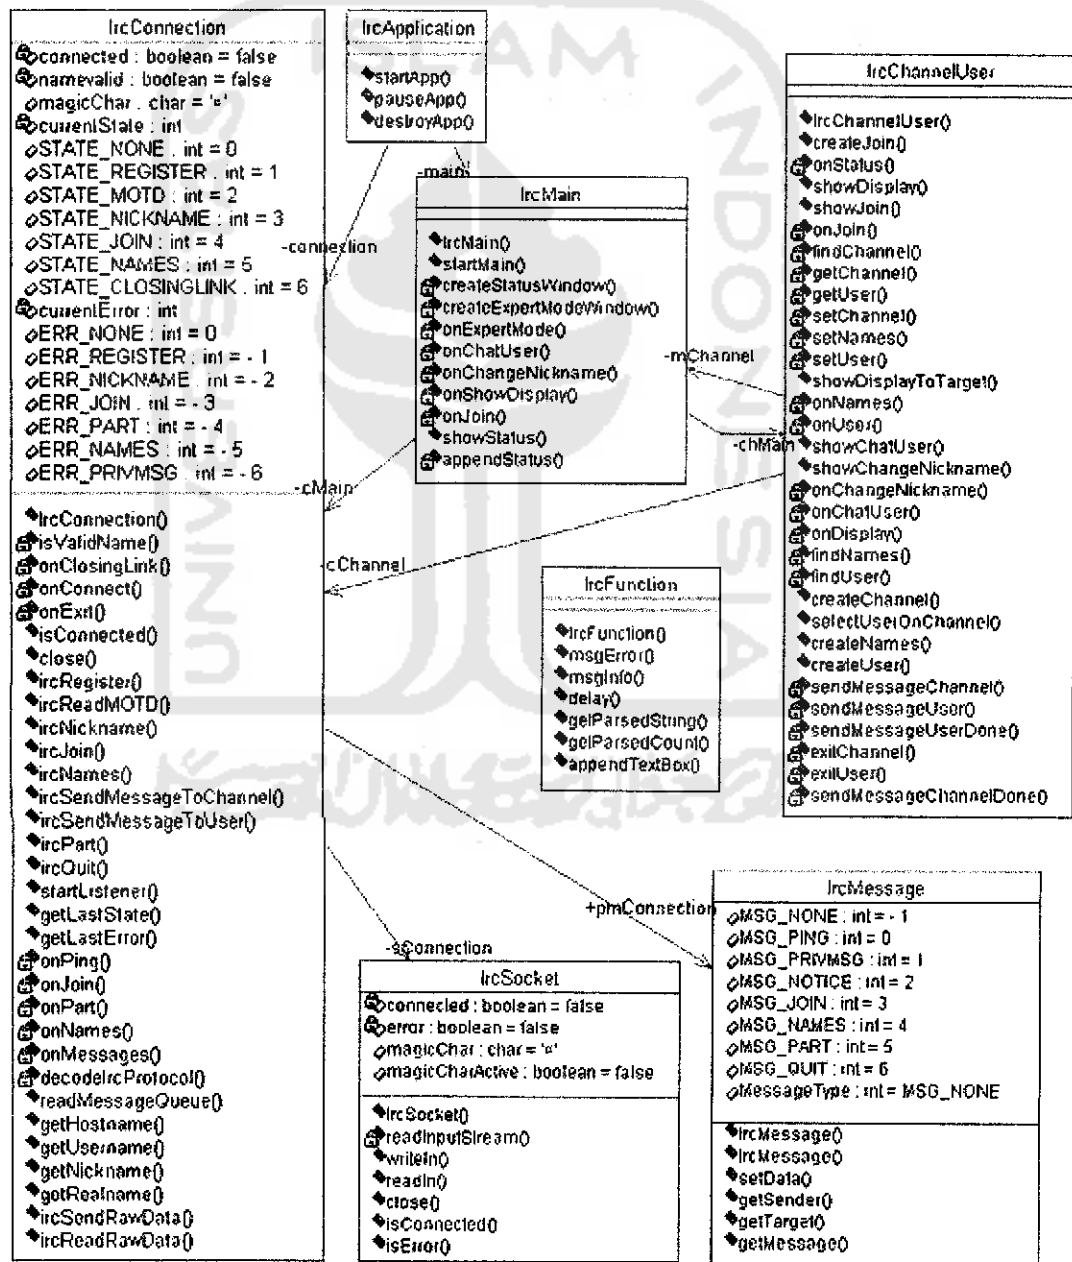 IrcConnection
connected : boolean = false
namevalid : boolean = false
magicChar : char = '¤'
currentState : int
STATE_NONE : int = 0
STATE_REGISTER : int = 1
STATE_MOTD : int = 2
STATE_NICKNAME : int = 3
STATE_JOIN : int = 4
STATE_NAMES : int = 5
STATE_CLOSINGLINK : int = 6
currentError : int
ERR_NONE : int = 0
ERR_REGISTER : int = - 1
ERR_NICKNAME : int = - 2
ERR_JOIN : int = - 3
ERR_PART : int = - 4
ERR_NAMES : int = - 5
ERR_PRIVMSG : int = - 6
IrcConnection()
isValidName()
onClosingLink()
onConnect()
onExit()
isConnected()
close()
ircRegister()
ircReadMOTD()
ircNickname()
ircJoin()
ircNames()
ircSendMessageToChannel()
ircSendMessageToUser()
ircPart()
ircQuit()
startListener()
getLastState()
getLastError()
onPing()
onJoin()
onPart()
onNames()
onMessages()
decodeIrcProtocol()
readMessageQueue()
getHostname()
getUsername()
getNickname()
getRealname()
ircSendRawData()
ircReadRawData()
IrcApplication
startApp()
pauseApp()
destroyApp()
-main
-connection
IrcMain
IrcMain()
startMain()
createStatusWindow()
createExpertModeWindow()
onExpertMode()
onChatUser()
onChangeNickname()
onShowDisplay()
onJoin()
showStatus()
appendStatus()
-mChannel
-chMain
-cMain
-cChannel
IrcChannelUser
IrcChannelUser()
createJoin()
onStatus()
showDisplay()
showJoin()
onJoin()
findChannel()
getChannel()
getUser()
setChannel()
setNames()
setUser()
showDisplayToTarget()
onNames()
onUser()
showChatUser()
showChangeNickname()
onChangeNickname()
onChatUser()
onDisplay()
findNames()
findUser()
createChannel()
selectUserOnChannel()
createNames()
createUser()
sendMessageChannel()
sendMessageUser()
sendMessageUserDone()
exitChannel()
exitUser()
sendMessageChannelDone()
IrcFunction
IrcFunction()
msgError()
msgInfo()
delay()
getParsedString()
getParsedCount()
appendTextBox()
+pmConnection
-sConnection
IrcSocket
connected : boolean = false
error : boolean = false
magicChar : char = '¤'
magicCharActive : boolean = false
IrcSocket()
readInputStream()
writeln()
readln()
close()
isConnected()
isError()
IrcMessage
MSG_NONE : int = - 1
MSG_PING : int = 0
MSG_PRIVMSG : int = 1
MSG_NOTICE : int = 2
MSG_JOIN : int = 3
MSG_NAMES : int = 4
MSG_PART : int = 5
MSG_QUIT : int = 6
MessageType : int = MSG_NONE
IrcMessage()
IrcMessage()
setData()
getSender()
getTarget()
getMessage()
UNIVERSITAS
ISLAM
INDONESIA